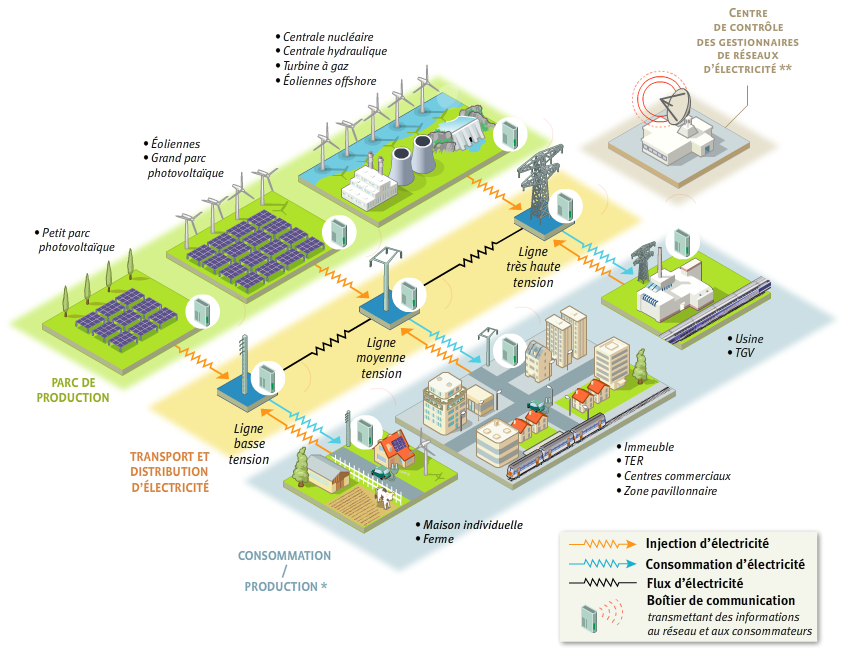 CENTRE
DE CONTRÔLE
DES GESTIONNAIRES
DE RÉSEAUX
D'ÉLECTRICITÉ **
• Centrale nucléaire
• Centrale hydraulique
• Turbine à gaz
• Éoliennes offshore
• Éoliennes
• Grand parc
photovoltaïque
• Petit parc
photovoltaïque
Ligne
très haute
tension
Ligne
moyenne
tension
Ligne
basse
tension
PARC DE
PRODUCTION
TRANSPORT ET
DISTRIBUTION
D'ÉLECTRICITÉ
CONSOMMATION
/
PRODUCTION *
• Usine
• TGV
• Immeuble
• TER
• Centres commerciaux
• Zone pavillonnaire
• Maison individuelle
• Ferme
Injection d'électricité
Consommation d'électricité
Flux d'électricité
Boîtier de communication
transmettant des informations
au réseau et aux consommateurs